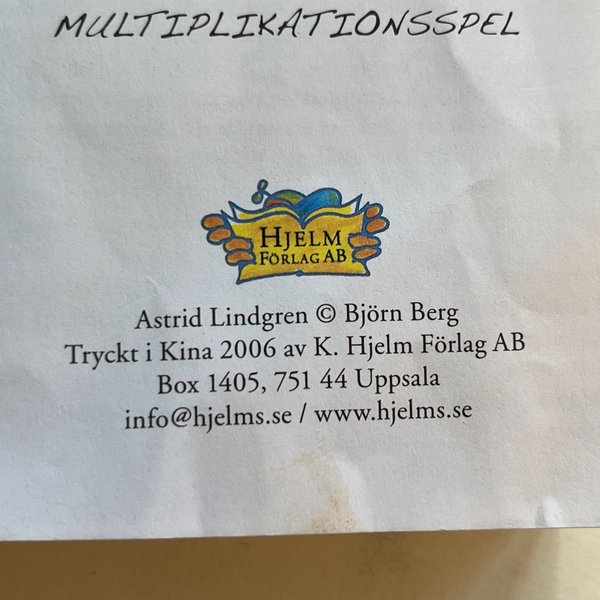 MULTIPLIKATIONSSPEL
HJELM
FÖRLAG AB
Astrid Lindgren © Björn Berg
Tryckt i Kina 2006 av K. Hjelm Förlag AB
Box 1405, 751 44 Uppsala
info@hjelms.se / www.hjelms.se